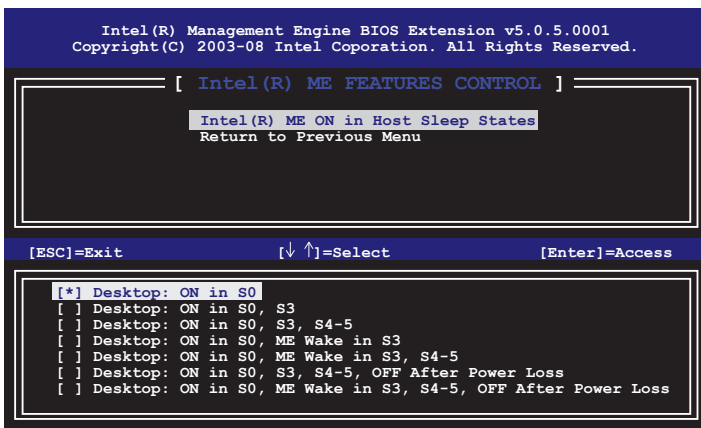 Intel(R) Management Engine BIOS Extension v5.0.5.0001
Copyright(C) 2003-08 Intel Coporation. All Rights Reserved.
[ Intel(R) ME FEATURES CONTROL ]
Intel(R) ME ON in Host Sleep States
Return to Previous Menu
[ESC]=Exit [↓ ↑]=Select [Enter]=Access
[*] Desktop: ON in S0
[ ] Desktop: ON in S0, S3
[ ] Desktop: ON in S0, S3, S4-5
[ ] Desktop: ON in S0, ME Wake in S3
[ ] Desktop: ON in S0, ME Wake in S3, S4-5
[ ] Desktop: ON in S0, S3, S4-5, OFF After Power Loss
[ ] Desktop: ON in S0, ME Wake in S3, S4-5, OFF After Power Loss